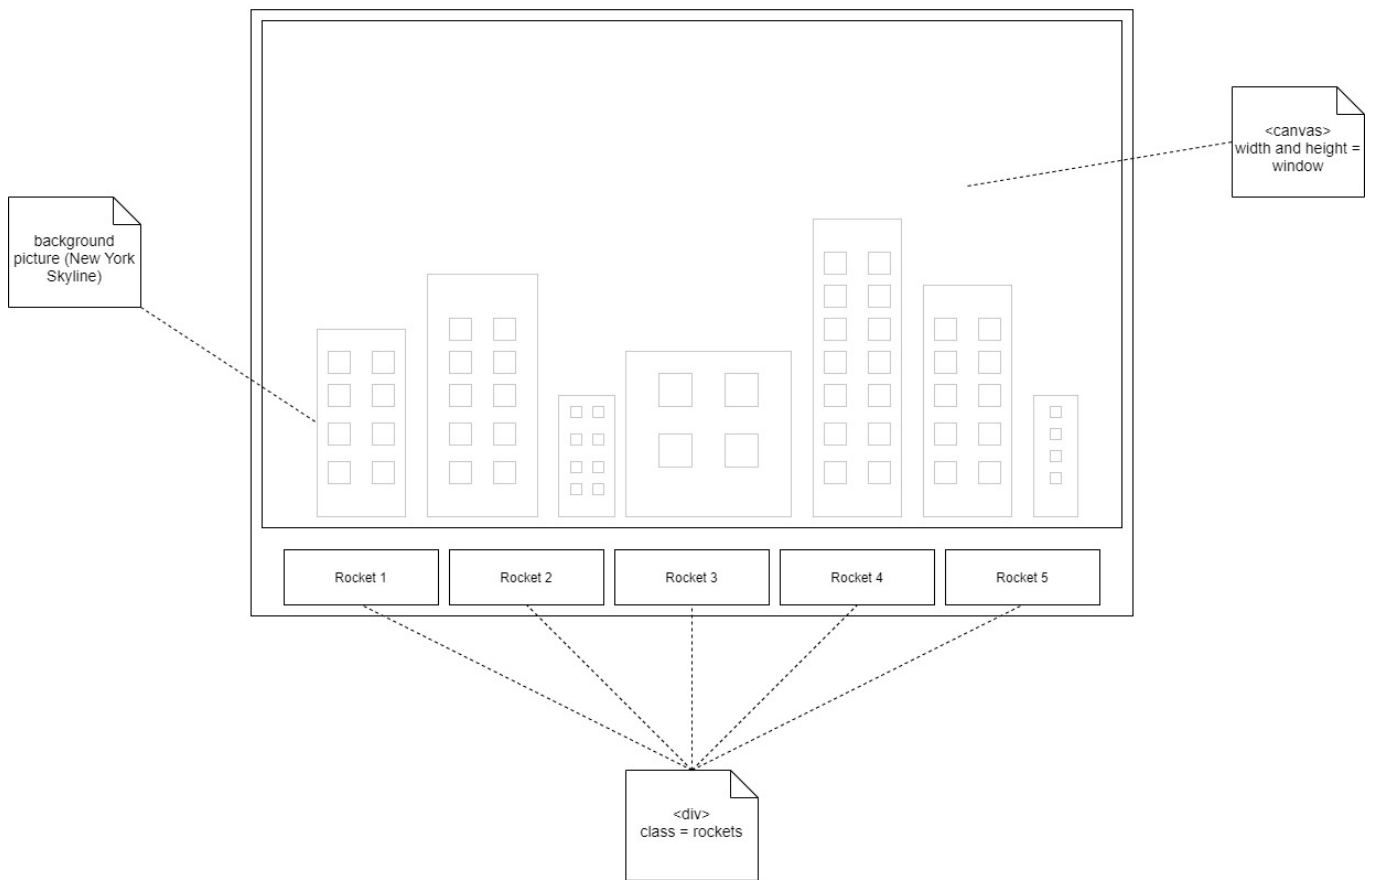 <canvas>
width and height =
window
background
picture (New York
Skyline)
Rocket 1
Rocket 2
Rocket 3
Rocket 4
Rocket 5
<div>
class = rockets